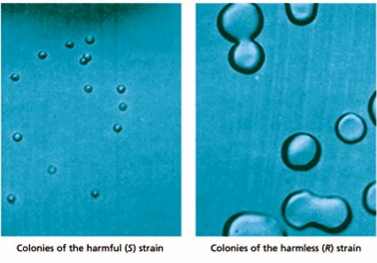 Colonies of the harmful (S) strain
Colonies of the harmless (R) strain